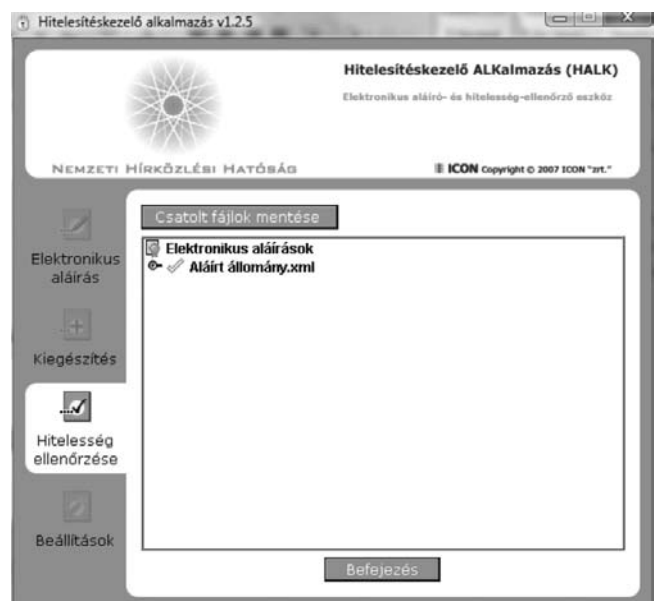 Hitelesítéskezelő alkalmazás v1.2.5
Hitelesítéskezelő ALKalmazás (HALK)
Elektronikus aláíró- és hitelesség-ellenőrző eszköz
NEMZETI HÍRKÖZLÉSI HATÓSÁG
ICON Copyright © 2007 ICON "zrt."
Csatolt fájlok mentése
Elektronikus aláírások
Aláírt állomány.xml
Elektronikus
aláírás
Kiegészítés
Hitelesség
ellenőrzése
Beállítások
Befejezés